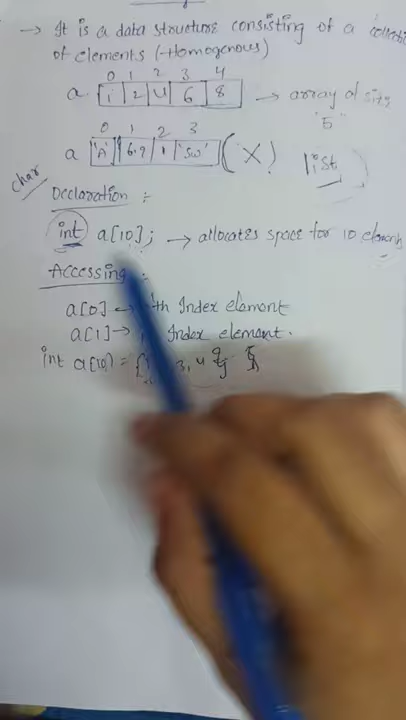 → It is a data structure consisting of a
of elements (Homogenous)
0 1 2 3 4
a 1 2 4 6 8 → array of size
"5"
0 1 2 3
a 'A' 6.2 1 'sw' (X) list
char
Declaration :-
int a[10]; → allocates space for 10 elements
Accessing :-
a[0] → th Index element
a[1] → Index element.
int a[10] = { 3, 4